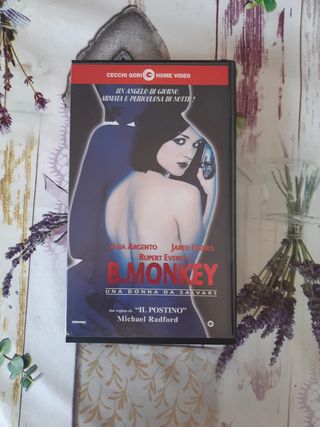 CECCHI GORI HOME VIDEO
UN ANGELO DI GIORNO,
ARMATA E PERICOLOSA DI NOTTE!
ASIA ARGENTO JARED HARRIS
RUPERT EVERETT
B.MONKEY
UNA DONNA DA SALVARE
dal regista de "IL POSTINO"
Michael Radford